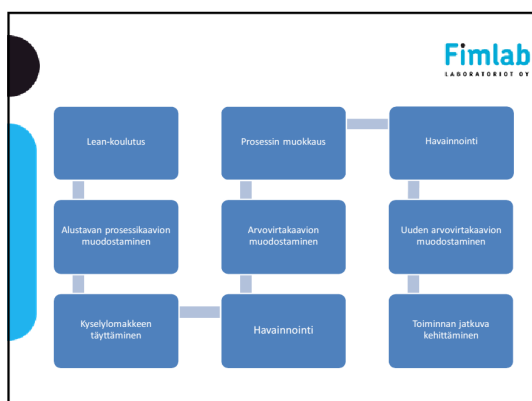 Fimlab
LABORATORIOT OY
Lean-koulutus
Alustavan prosessikaavion
muodostaminen
Kyselylomakkeen
täyttäminen
Havainnointi
Arvovirtakaavion
muodostaminen
Prosessin muokkaus
Havainnointi
Uuden arvovirtakaavion
muodostaminen
Toiminnan jatkuva
kehittäminen